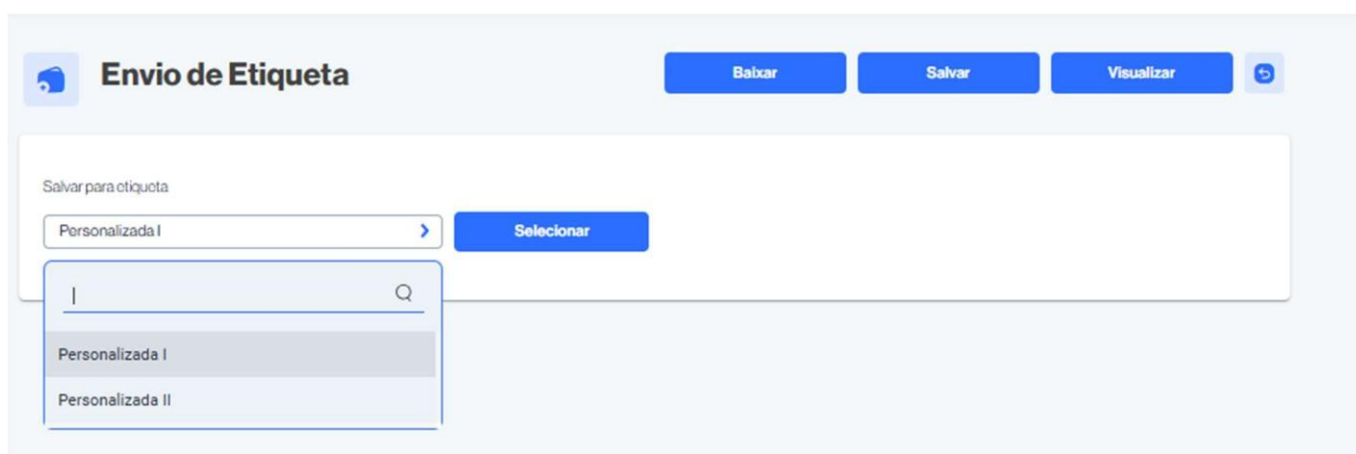 Envio de Etiqueta
Baixar
Salvar
Visualizar
Salvar para etiqueta
Personalizada I
Selecionar
Personalizada I
Personalizada II